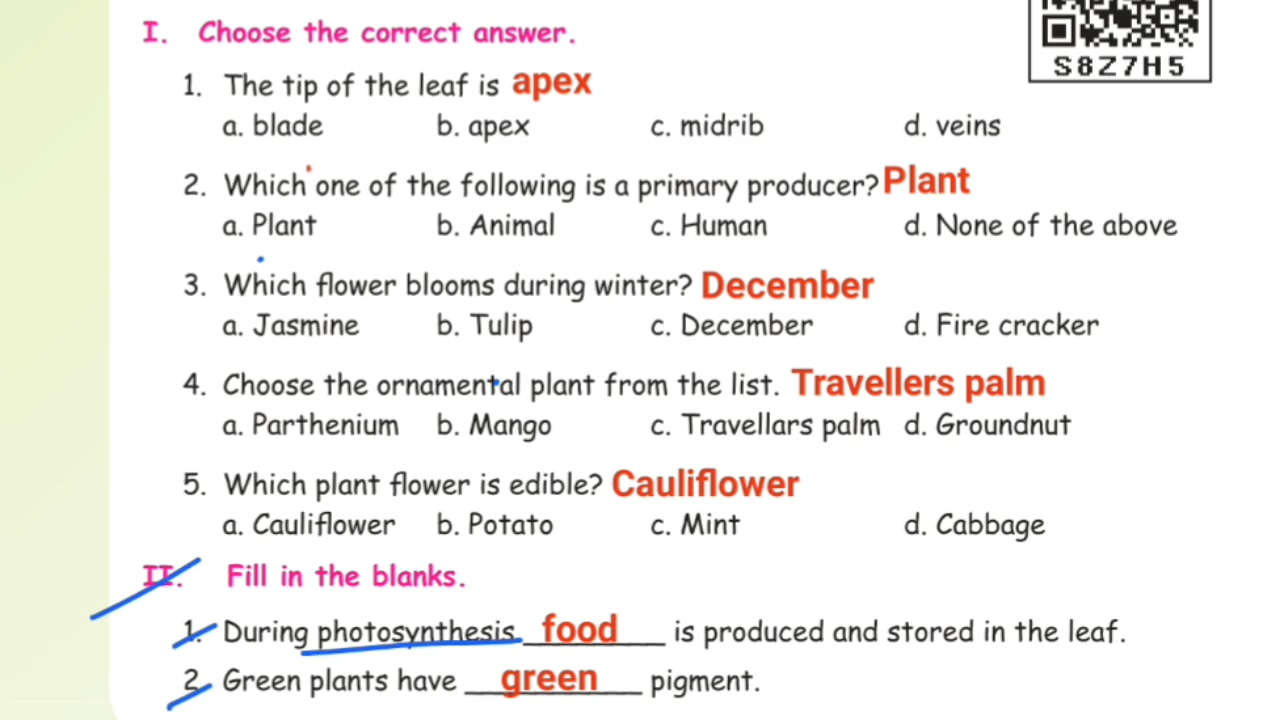 I. Choose the correct answer.
S8Z7H5
1. The tip of the leaf is apex
a. blade b. apex c. midrib d. veins
2. Which one of the following is a primary producer? Plant
a. Plant b. Animal c. Human d. None of the above
3. Which flower blooms during winter? December
a. Jasmine b. Tulip c. December d. Fire cracker
4. Choose the ornamental plant from the list. Travellers palm
a. Parthenium b. Mango c. Travellars palm d. Groundnut
5. Which plant flower is edible? Cauliflower
a. Cauliflower b. Potato c. Mint d. Cabbage
II. Fill in the blanks.
1. During photosynthesis food is produced and stored in the leaf.
2. Green plants have green pigment.